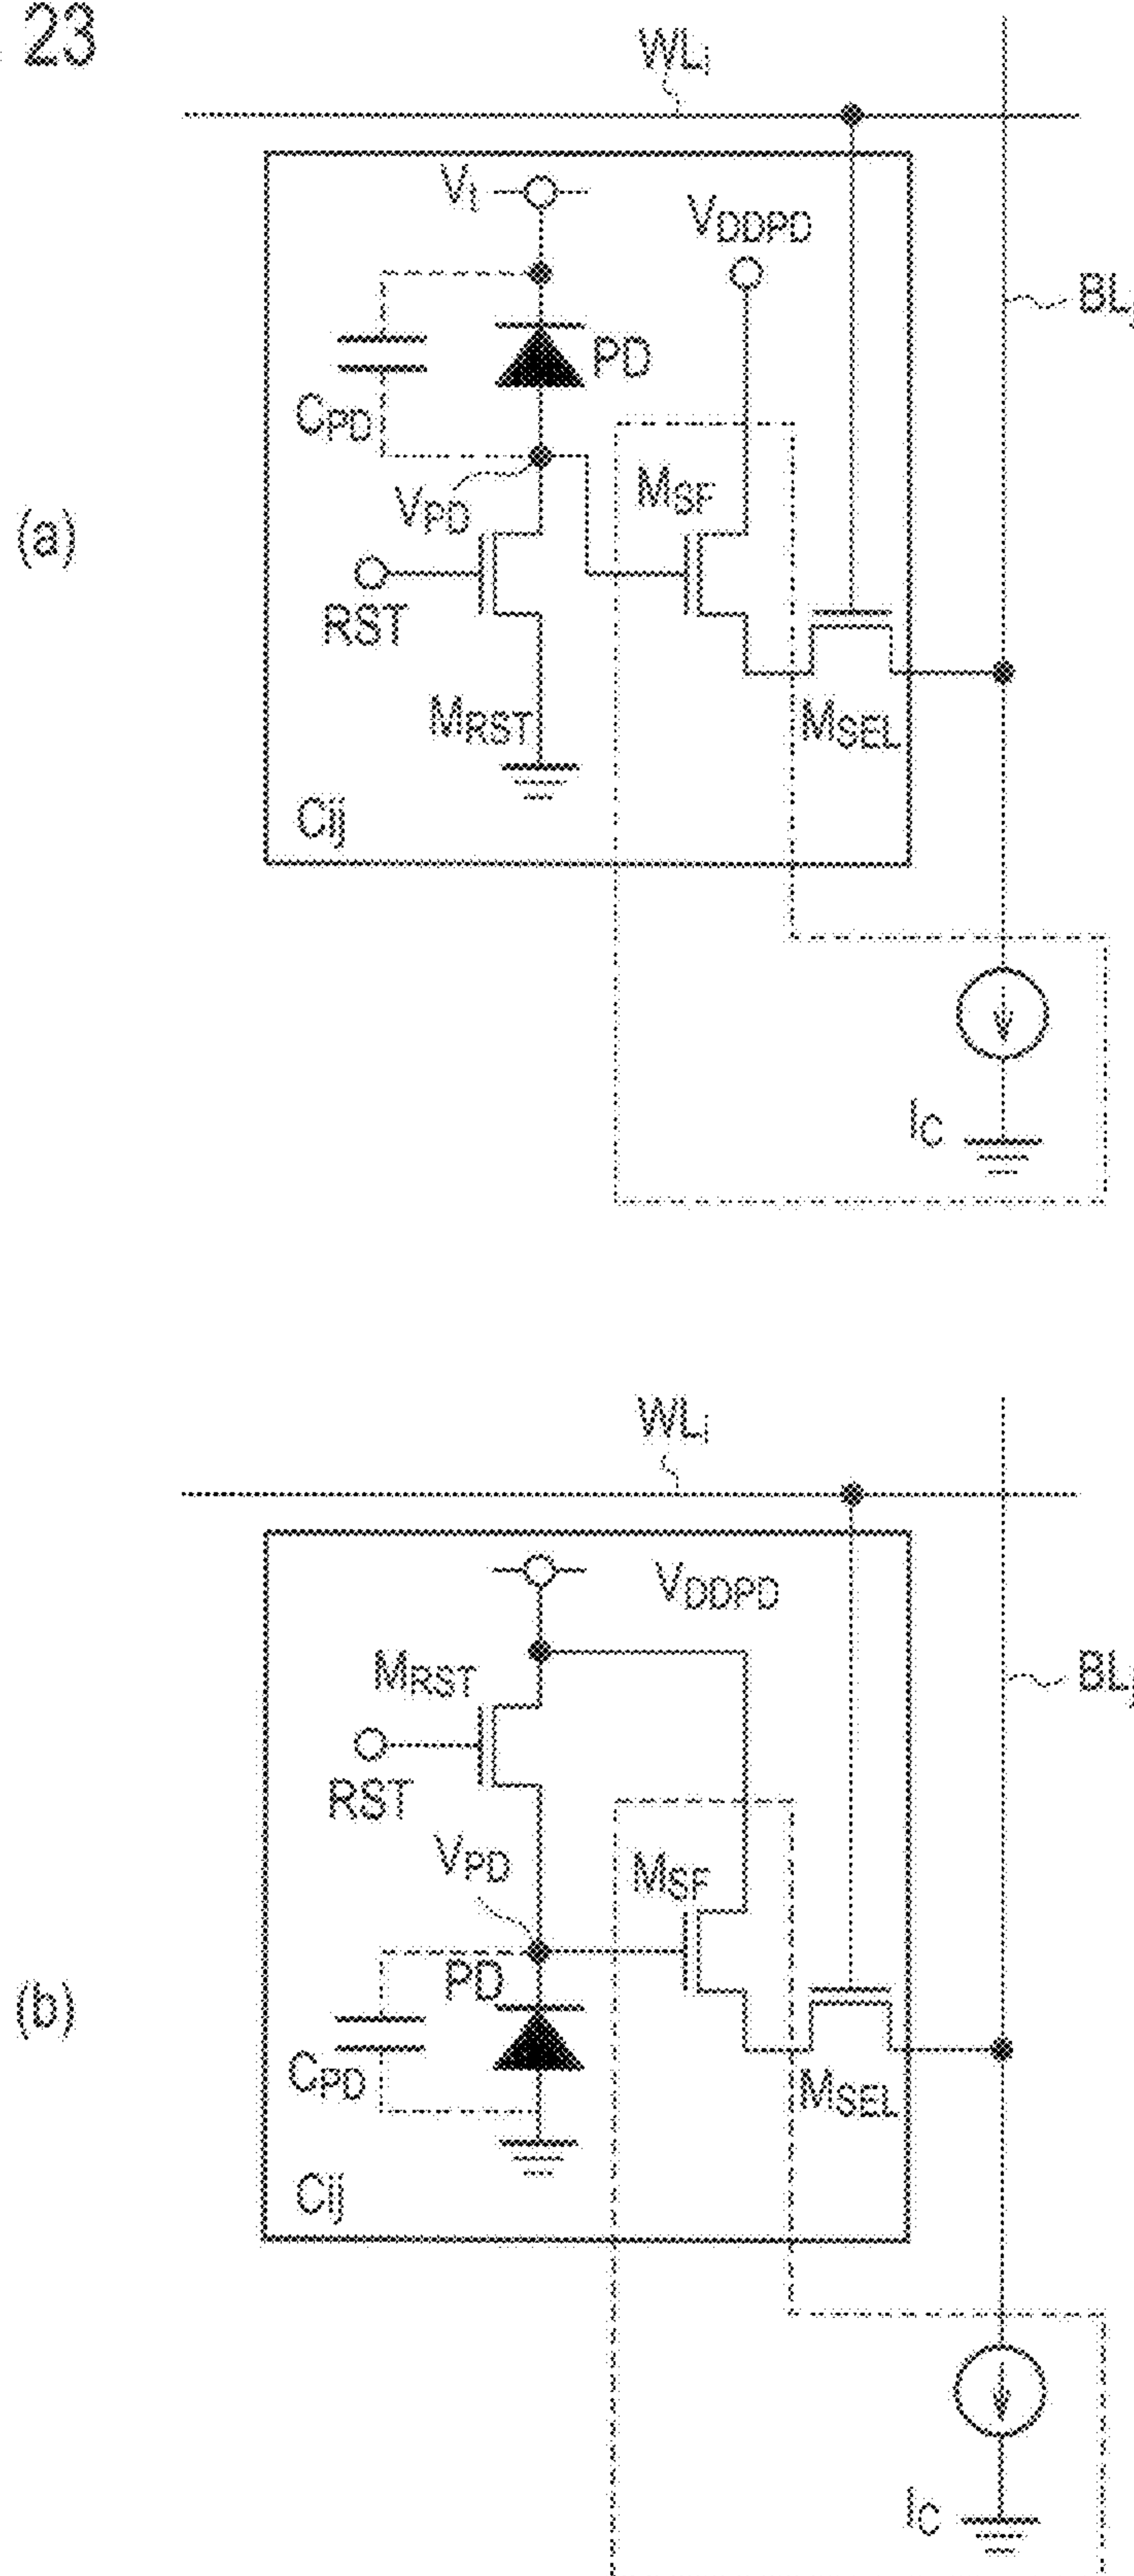 23
WLi
Vt
VDDPD
BLj
PD
CPD
MSF
VPD
(a)
RST
MRST
MSEL
Cij
IC
WLi
VDDPD
MRST
BLj
RST
VPD
MSF
PD
(b)
CPD
MSEL
Cij
IC